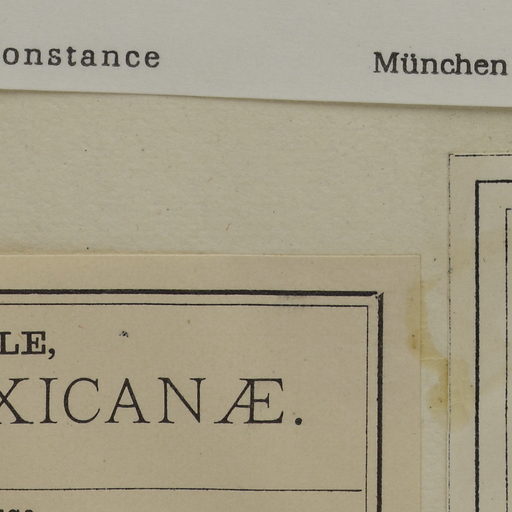 onstance München
LE,
XICANÆ.